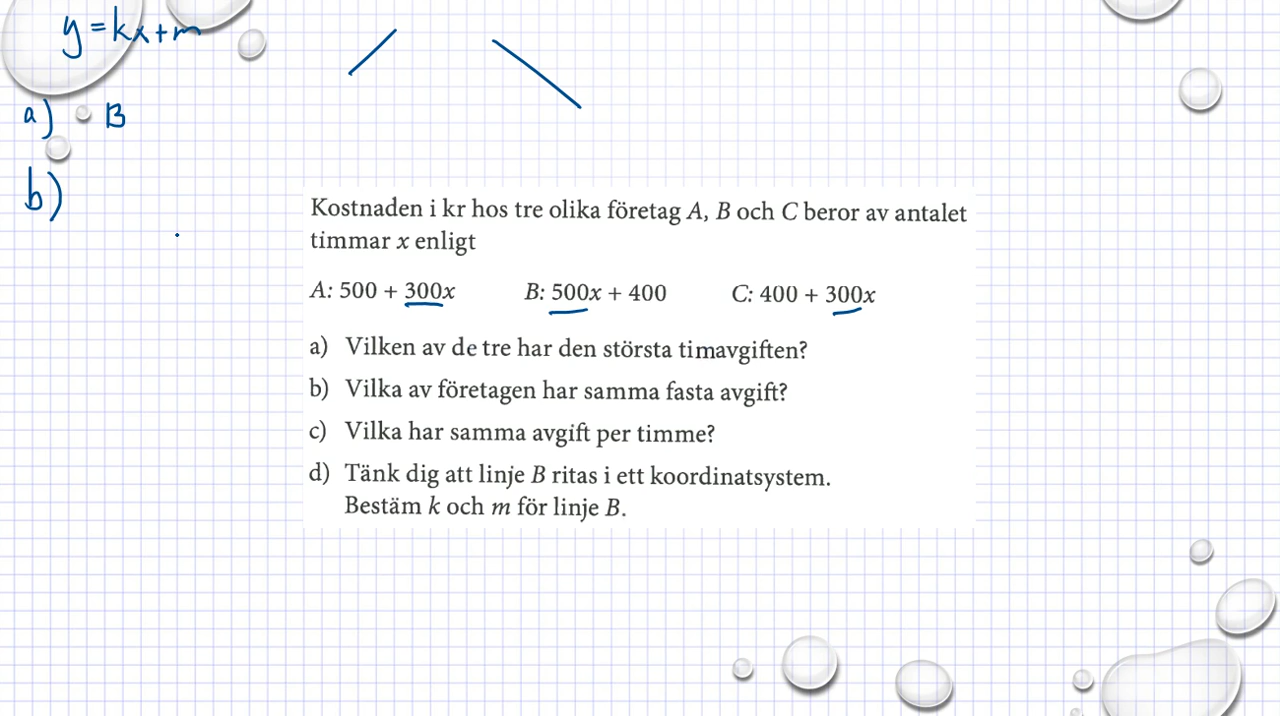 y = kx + m
a) B
b)
Kostnaden i kr hos tre olika företag A, B och C beror av antalet
timmar x enligt
A: 500 + 300x B: 500x + 400 C: 400 + 300x
a) Vilken av de tre har den största timavgiften?
b) Vilka av företagen har samma fasta avgift?
c) Vilka har samma avgift per timme?
d) Tänk dig att linje B ritas i ett koordinatsystem.
Bestäm k och m för linje B.